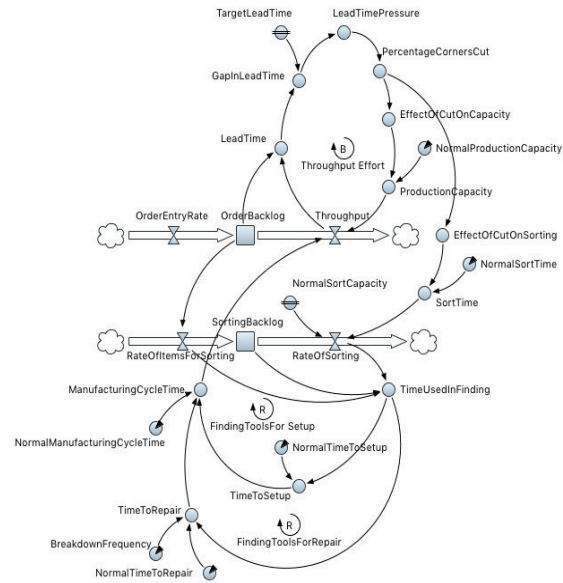 TargetLeadTime
LeadTimePressure
PercentageCornersCut
GapInLeadTime
EffectOfCutOnCapacity
LeadTime
B
NormalProductionCapacity
Throughput Effort
ProductionCapacity
OrderEntryRate
OrderBacklog
Throughput
EffectOfCutOnSorting
NormalSortTime
NormalSortCapacity
SortTime
SortingBacklog
RateOfItemsForSorting
RateOfSorting
ManufacturingCycleTime
TimeUsedInFinding
R
FindingToolsFor Setup
NormalManufacturingCycleTime
NormalTimeToSetup
TimeToSetup
TimeToRepair
R
FindingToolsForRepair
BreakdownFrequency
NormalTimeToRepair